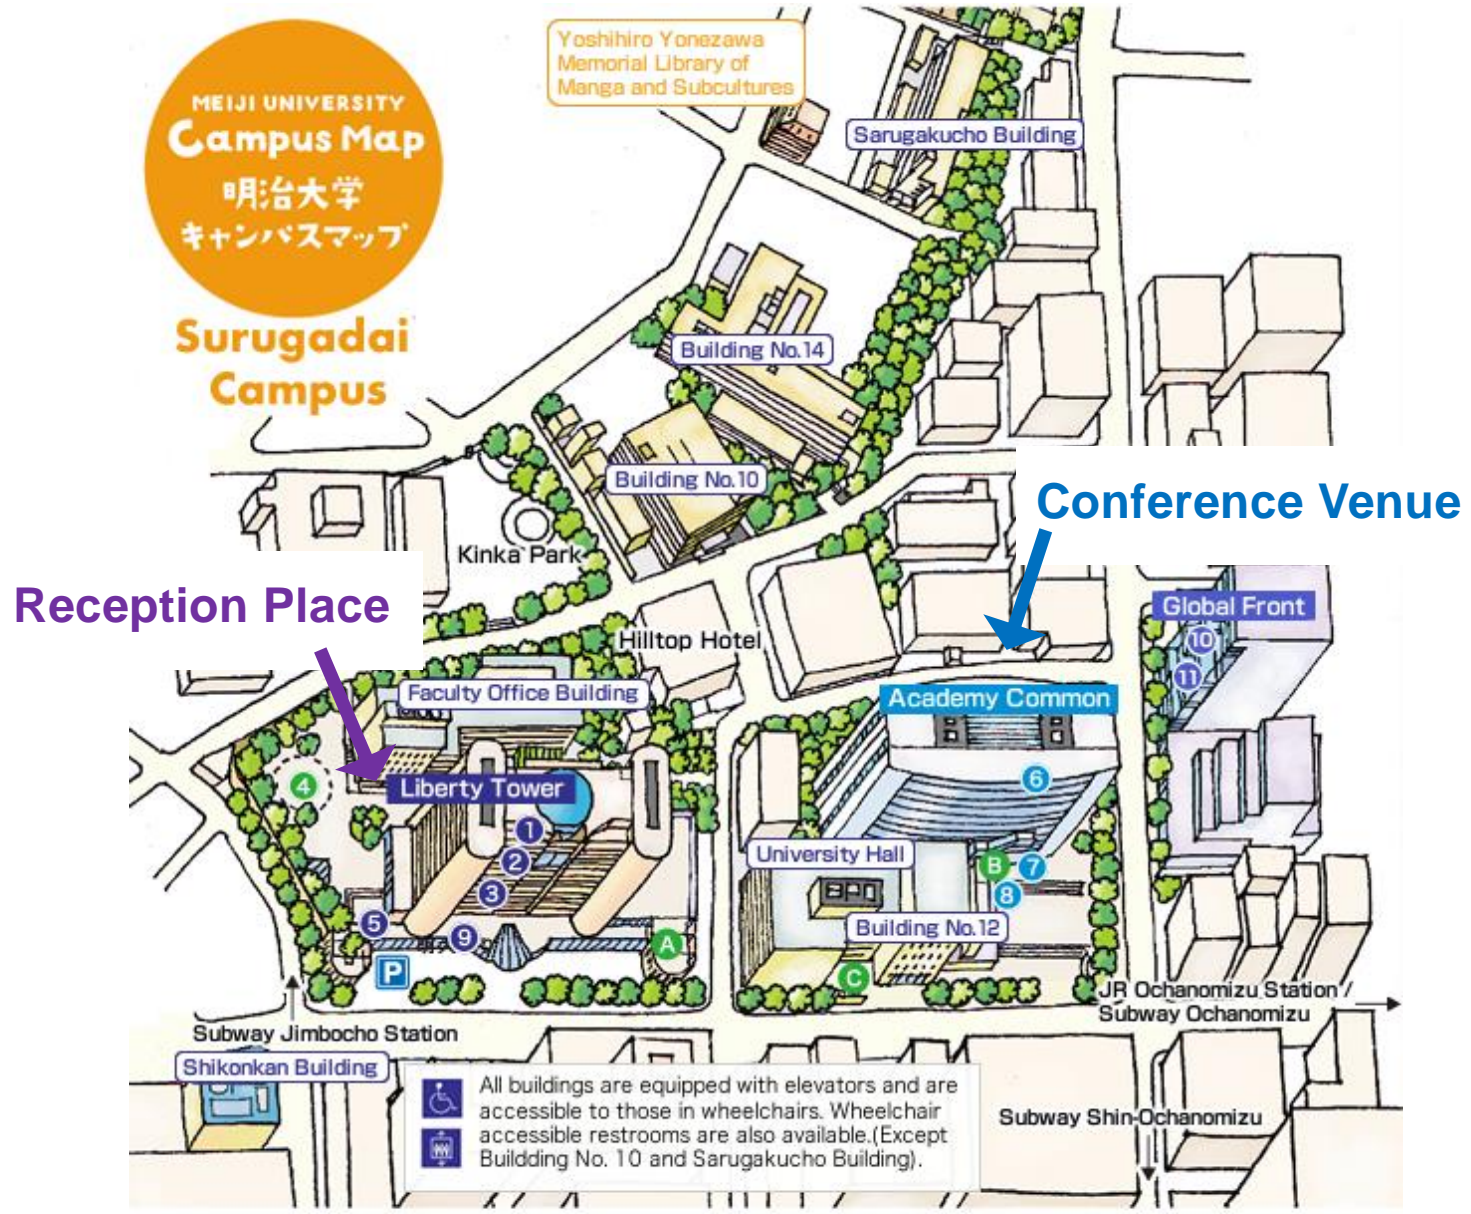 MEIJI UNIVERSITY
Campus Map
明治大学
キャンパスマップ
Surugadai
Campus
Yoshihiro Yonezawa
Memorial Library of
Manga and Subcultures
Sarugakucho Building
Building No.14
Building No.10
Conference Venue
Kinka Park
Reception Place
Global Front
10
11
Hilltop Hotel
Faculty Office Building
Academy Common
4
Liberty Tower
6
1
2
3
University Hall
B
7
8
5
9
A
Building No.12
P
C
JR Ochanomizu Station /
Subway Ochanomizu
Subway Jimbocho Station
Shikonkan Building
All buildings are equipped with elevators and are
accessible to those in wheelchairs. Wheelchair
accessible restrooms are also available.(Except
Buildding No. 10 and Sarugakucho Building).
Subway Shin-Ochanomizu